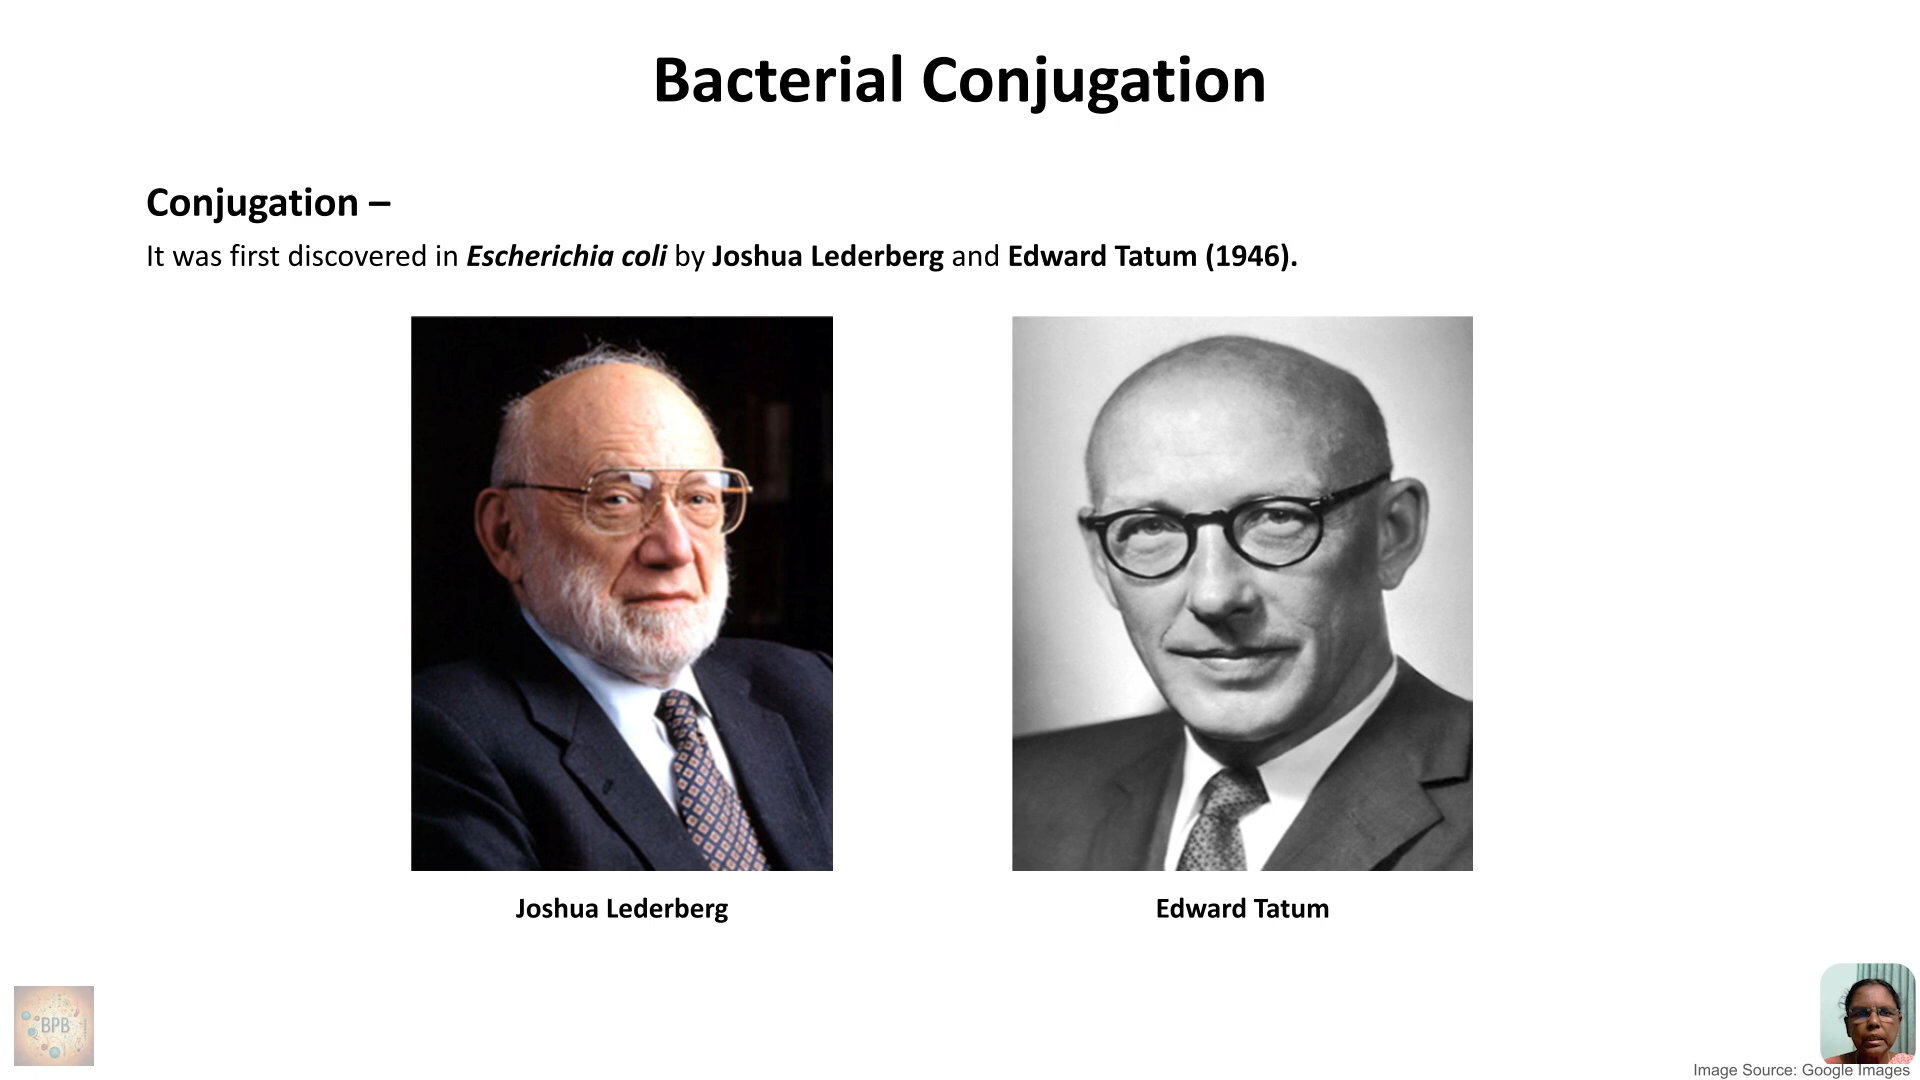 Bacterial Conjugation
Conjugation –
It was first discovered in Escherichia coli by Joshua Lederberg and Edward Tatum (1946).
Joshua Lederberg
Edward Tatum
BPB
Image Source: Google Images